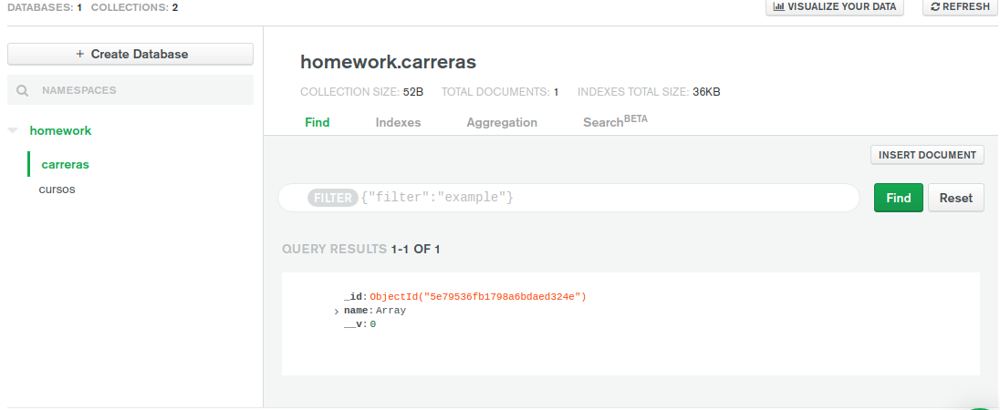 DATABASES: 1 COLLECTIONS: 2
VISUALIZE YOUR DATA
REFRESH
+ Create Database
NAMESPACES
homework
carreras
cursos
homework.carreras
COLLECTION SIZE: 52B TOTAL DOCUMENTS: 1 INDEXES TOTAL SIZE: 36KB
Find Indexes Aggregation Search BETA
INSERT DOCUMENT
FILTER {"filter":"example"}
Find
Reset
QUERY RESULTS 1-1 OF 1
_id: ObjectId("5e79536fb1798a6bdaed324e")
name: Array
__v: 0